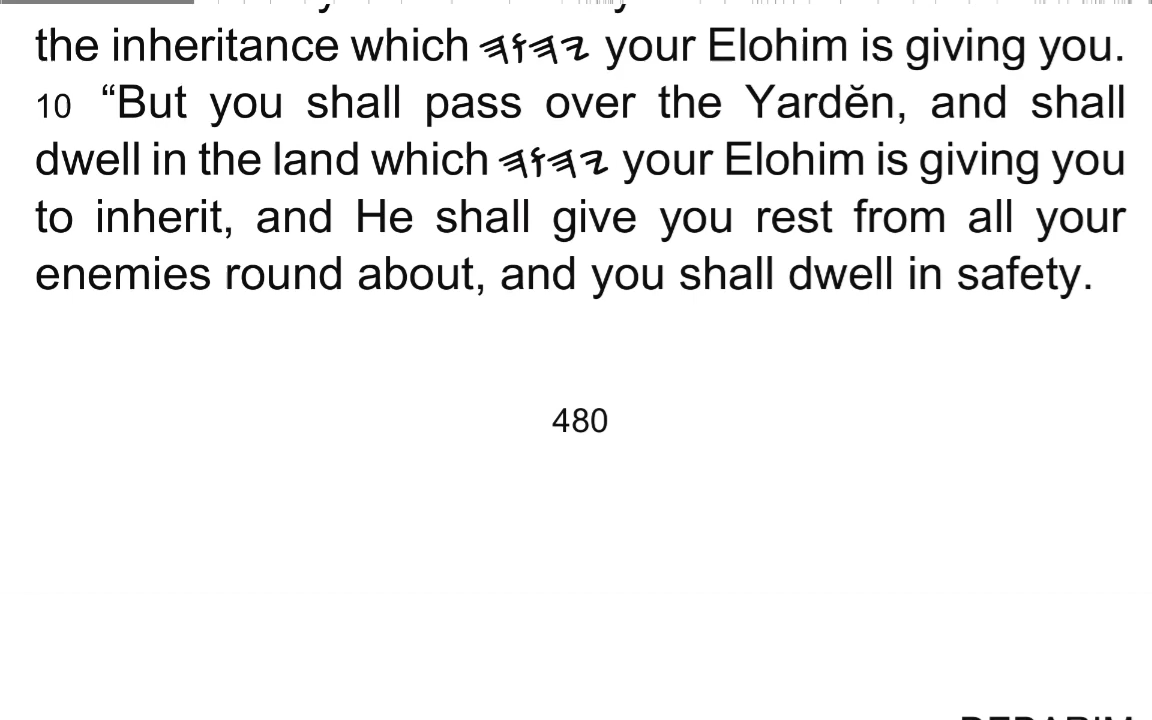 the inheritance which 𐤉𐤄𐤅𐤄 your Elohim is giving you.
10 “But you shall pass over the Yardĕn, and shall
dwell in the land which 𐤉𐤄𐤅𐤄 your Elohim is giving you
to inherit, and He shall give you rest from all your
enemies round about, and you shall dwell in safety.
480